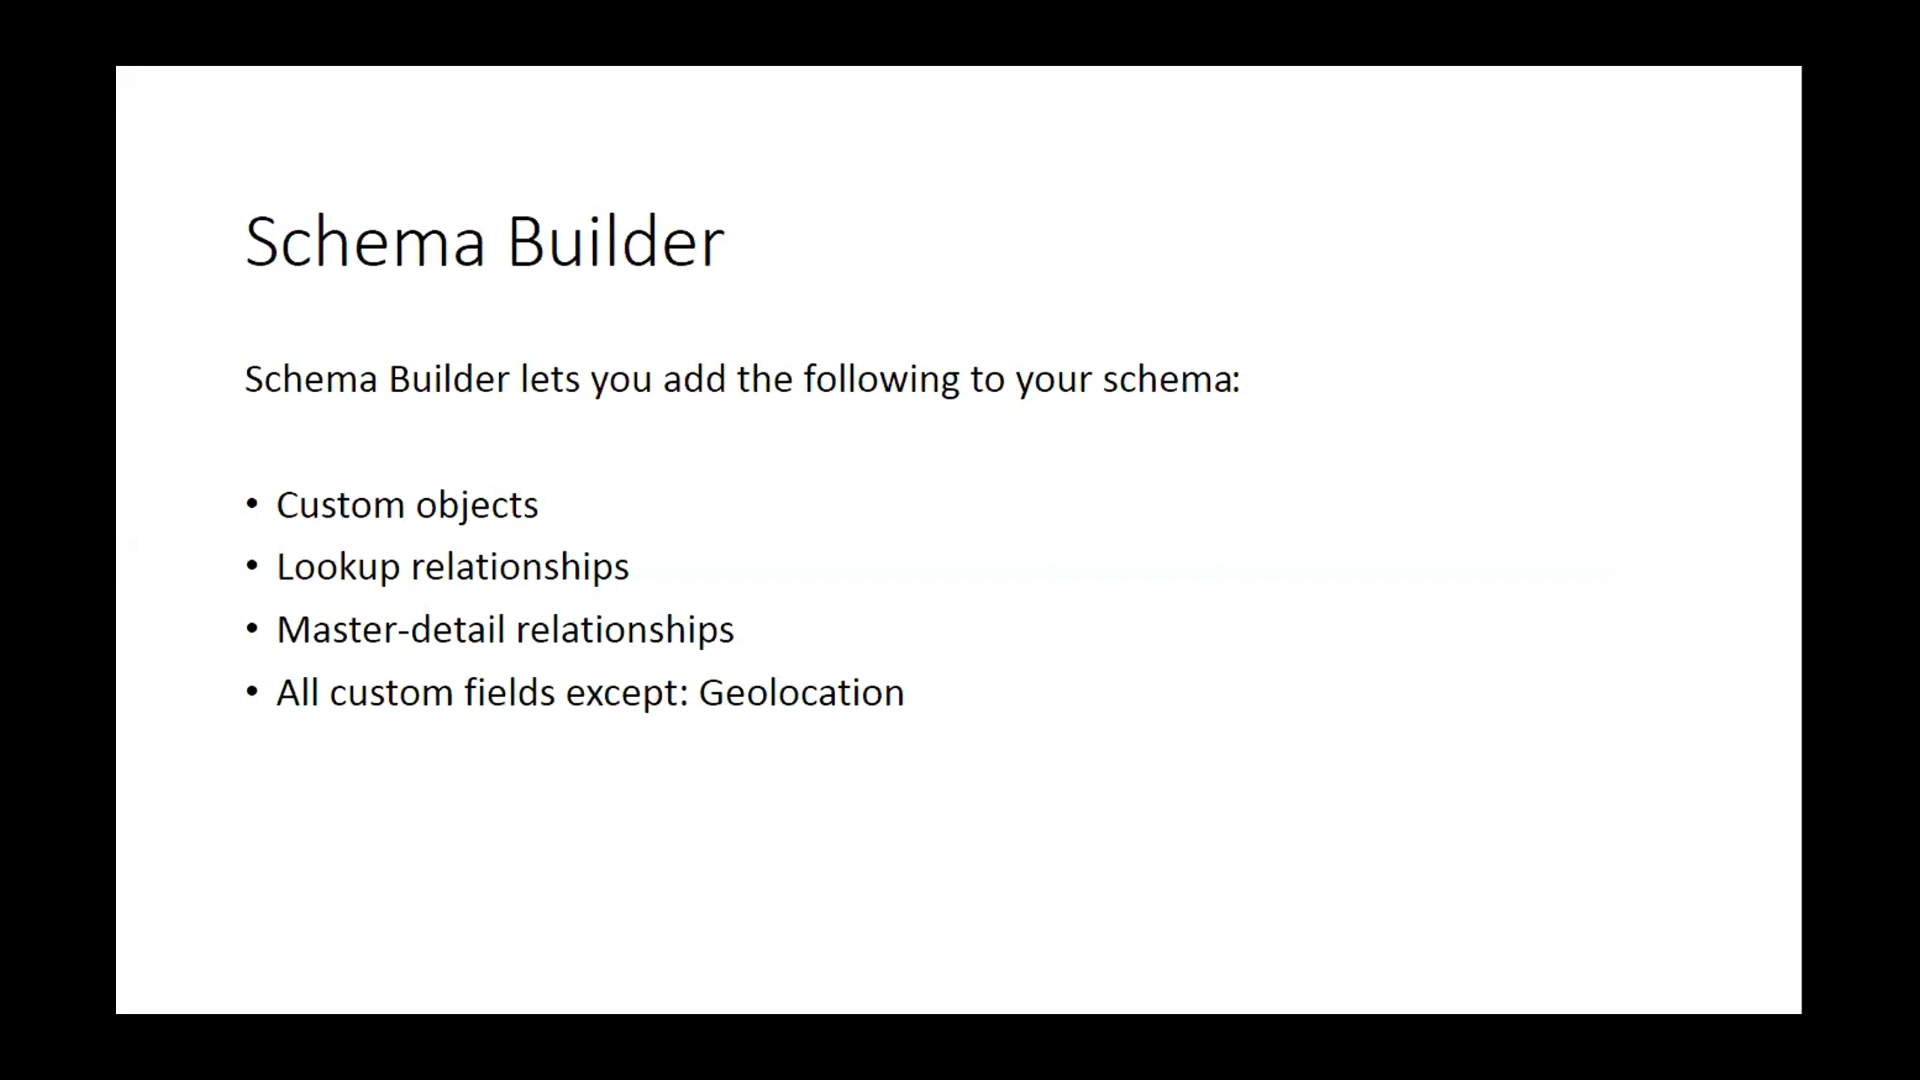 Schema Builder
Schema Builder lets you add the following to your schema:
• Custom objects
• Lookup relationships
• Master-detail relationships
• All custom fields except: Geolocation